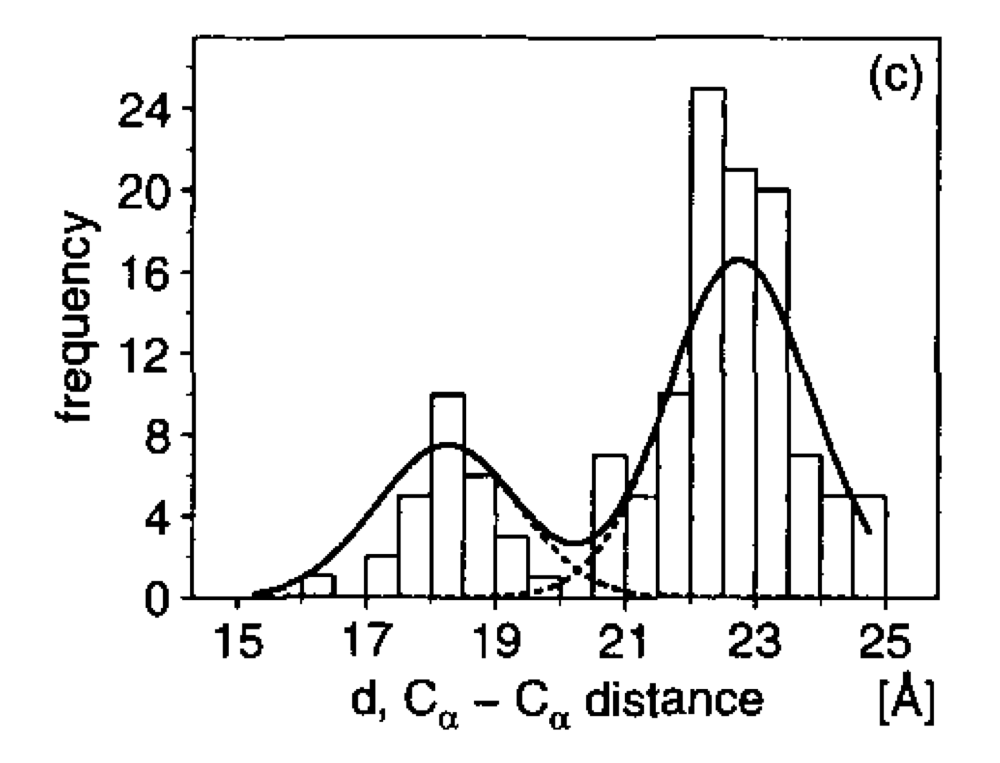 (c)
24
20
16
12
8
4
0
frequency
15 17 19 21 23 25
d, Cα – Cα distance [Å]